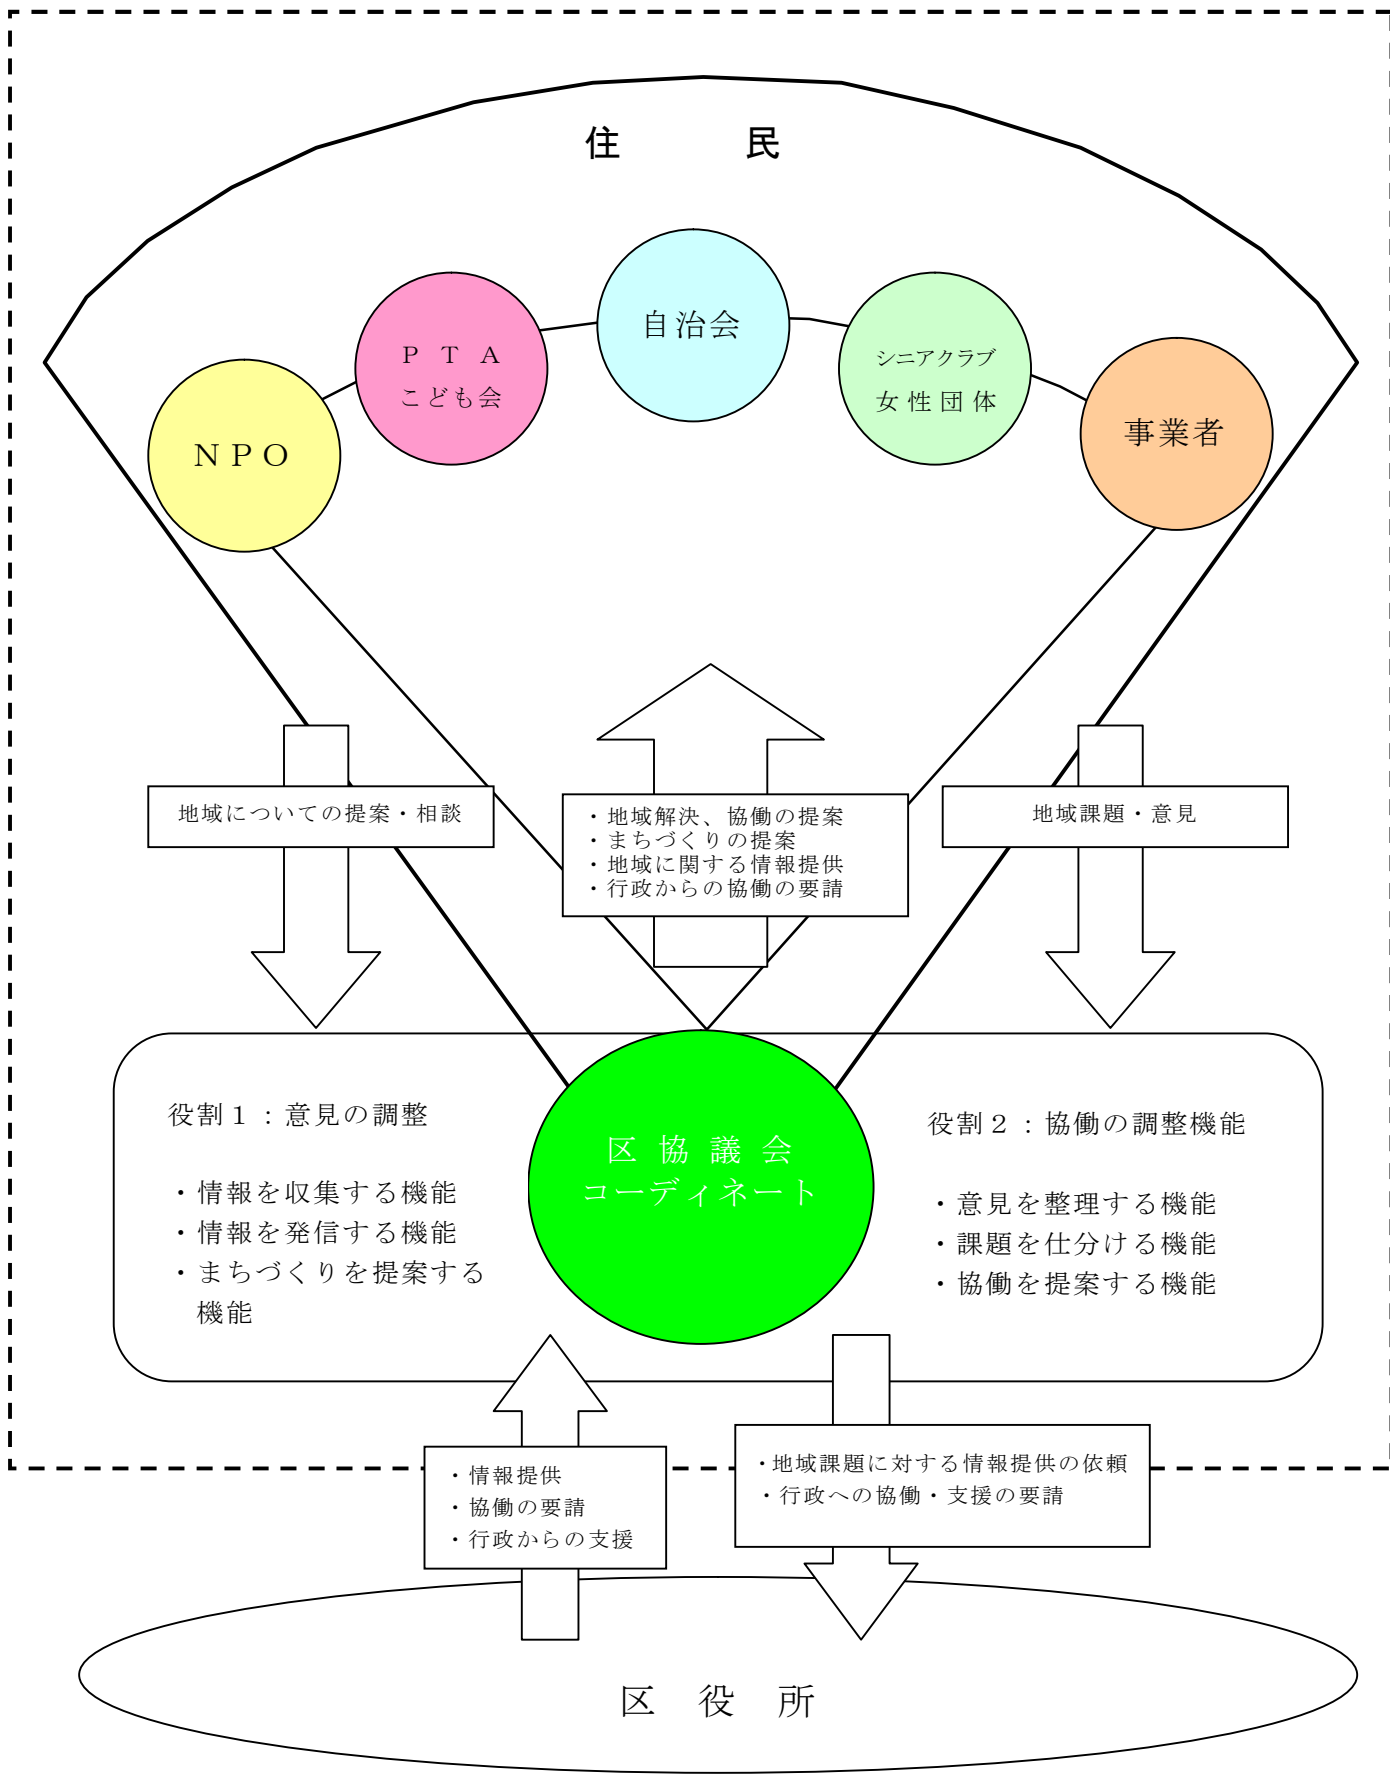 住　　民
自治会
Ｐ Ｔ Ａ
こども会
シニアクラブ
女性団体
ＮＰＯ
事業者
地域についての提案・相談
・地域解決、協働の提案
・まちづくりの提案
・地域に関する情報提供
・行政からの協働の要請
地域課題・意見
役割１：意見の調整
・情報を収集する機能
・情報を発信する機能
・まちづくりを提案する
機能
区 協 議 会
コーディネート
役割２：協働の調整機能
・意見を整理する機能
・課題を仕分ける機能
・協働を提案する機能
・情報提供
・協働の要請
・行政からの支援
・地域課題に対する情報提供の依頼
・行政への協働・支援の要請
区　役　所